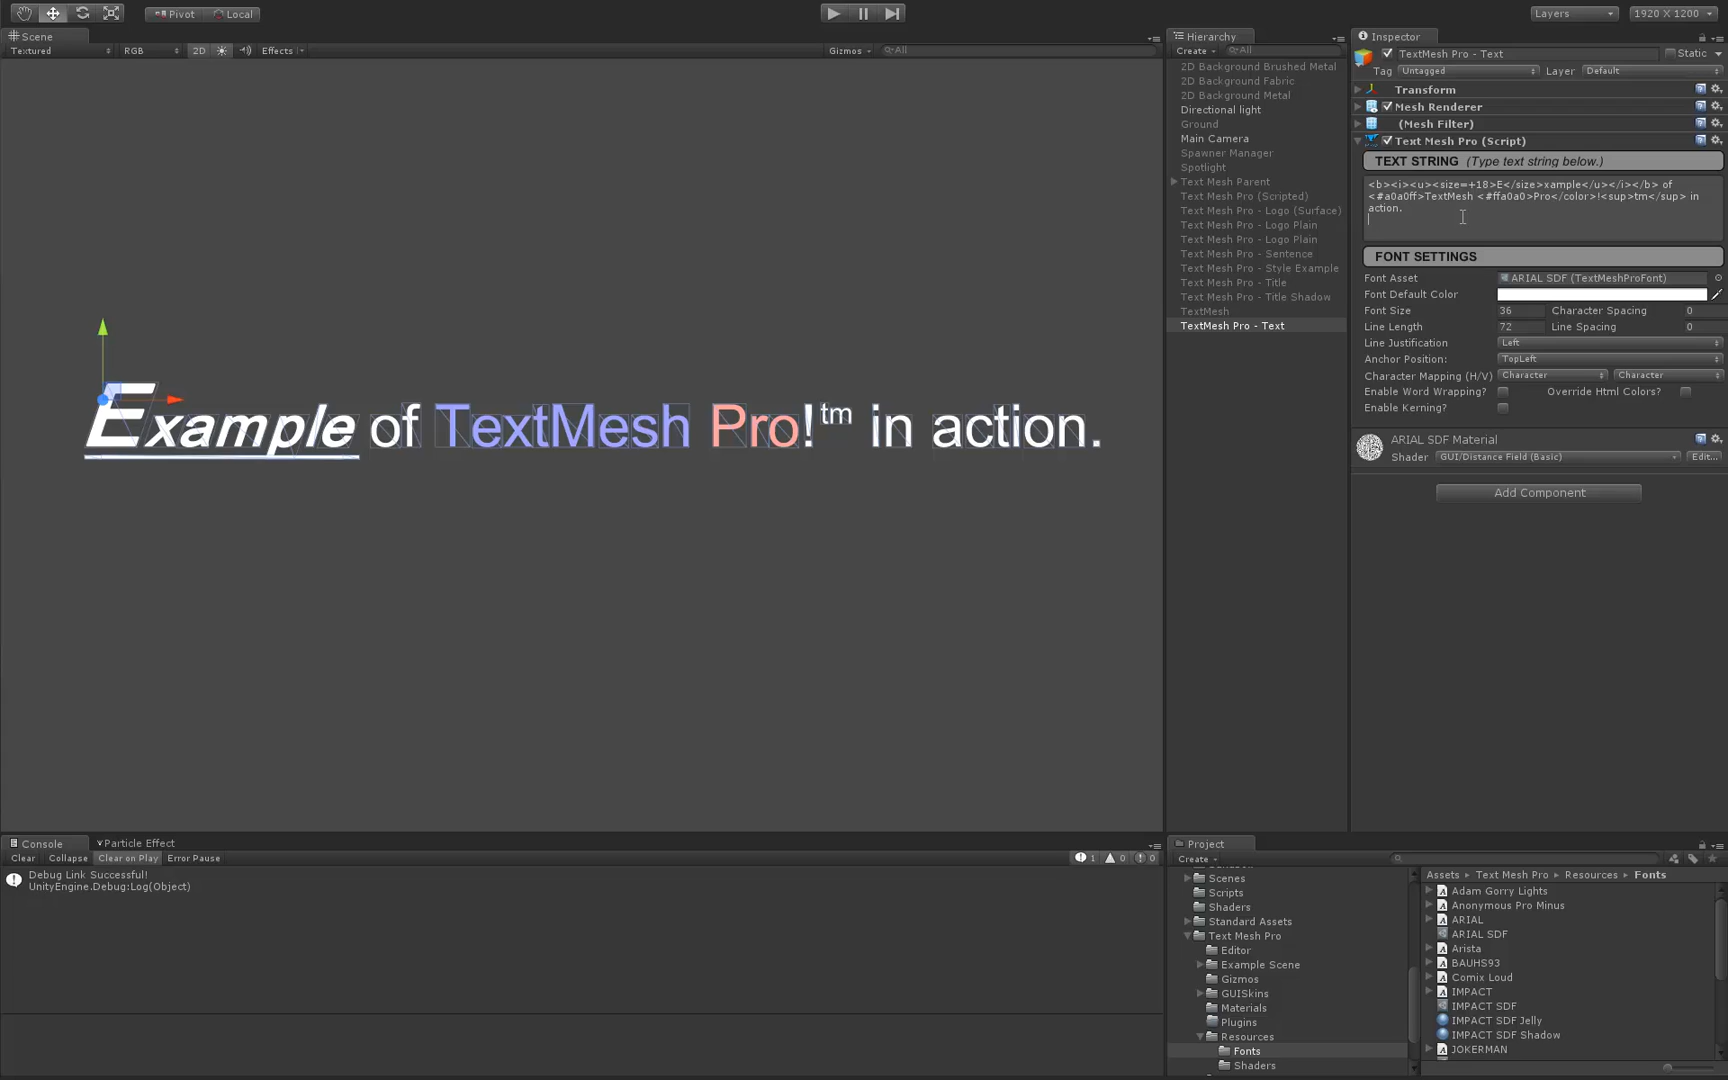 Pivot
Local
Layers
1920 X 1200
Scene
Textured
RGB
2D
Effects
Gizmos
All
Example of TextMesh Pro!tm in action.
Hierarchy
Create
All
2D Background Brushed Metal
2D Background Fabric
2D Background Metal
Directional light
Ground
Main Camera
Spawner Manager
Spotlight
Text Mesh Parent
Text Mesh Pro (Scripted)
Text Mesh Pro - Logo (Surface)
Text Mesh Pro - Logo Plain
Text Mesh Pro - Logo Plain
Text Mesh Pro - Sentence
Text Mesh Pro - Style Example
Text Mesh Pro - Title
Text Mesh Pro - Title Shadow
TextMesh
TextMesh Pro - Text
Inspector
TextMesh Pro - Text
Static
Tag Untagged Layer Default
Transform
Mesh Renderer
(Mesh Filter)
Text Mesh Pro (Script)
TEXT STRING (Type text string below.)
<b><i><u><size=+18>E</size>xample</u></i></b> of
<#a0a0ff>TextMesh <#ffa0a0>Pro</color>!<sup>tm</sup> in
action.
FONT SETTINGS
Font Asset ARIAL SDF (TextMeshProFont)
Font Default Color
Font Size 36 Character Spacing 0
Line Length 72 Line Spacing 0
Line Justification Left
Anchor Position: TopLeft
Character Mapping (H/V) Character Character
Enable Word Wrapping? Override Html Colors?
Enable Kerning?
ARIAL SDF Material
Shader GUI/Distance Field (Basic) Edit...
Add Component
Console
Particle Effect
Clear
Collapse
Clear on Play
Error Pause
1 0 0
Debug Link Successful!
UnityEngine.Debug:Log(Object)
Project
Create
Scenes
Scripts
Shaders
Standard Assets
Text Mesh Pro
Editor
Example Scene
Gizmos
GUISkins
Materials
Plugins
Resources
Fonts
Shaders
Assets Text Mesh Pro Resources Fonts
Adam Gorry Lights
Anonymous Pro Minus
ARIAL
ARIAL SDF
Arista
BAUHS93
Comix Loud
IMPACT
IMPACT SDF
IMPACT SDF Jelly
IMPACT SDF Shadow
JOKERMAN